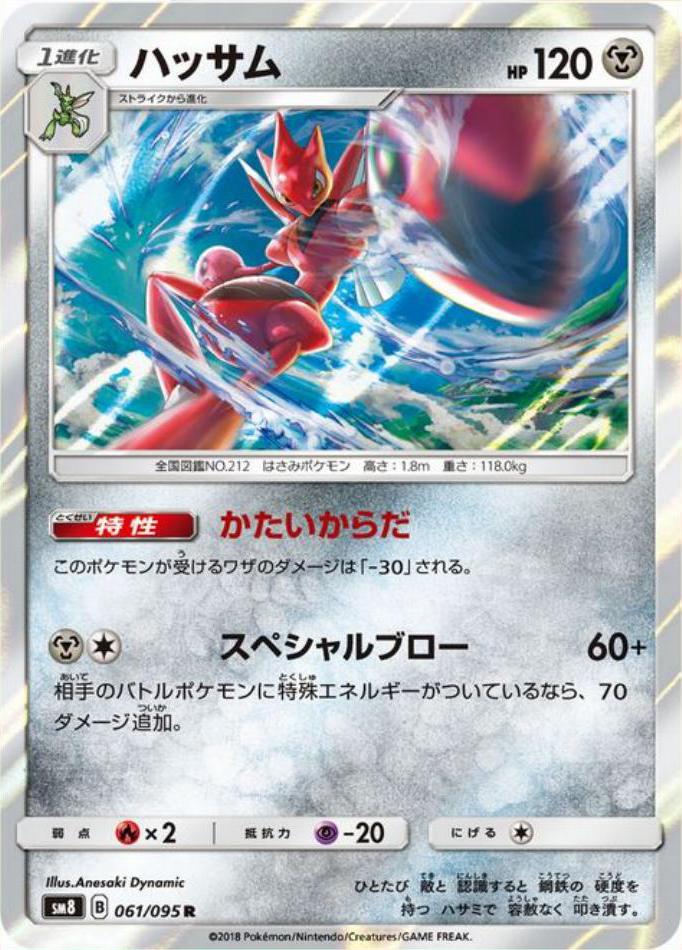 1進化 ハッサム HP 120
ストライクから進化
全国図鑑NO.212 はさみポケモン 高さ：1.8m 重さ：118.0kg
とくせい
特性 かたいからだ
このポケモンが受けるワザのダメージは「-30」される。
スペシャルブロー 60+
相手のバトルポケモンに特殊エネルギーがついているなら、70
ダメージ追加。
弱点 ×2 抵抗力 -20 にげる
Illus.Anesaki Dynamic
ひとたび 敵と 認識すると 鋼鉄の 硬度を
持つ ハサミで 容赦なく 叩き潰す。
SM8 B 061/095 R
©2018 Pokémon/Nintendo/Creatures/GAME FREAK.